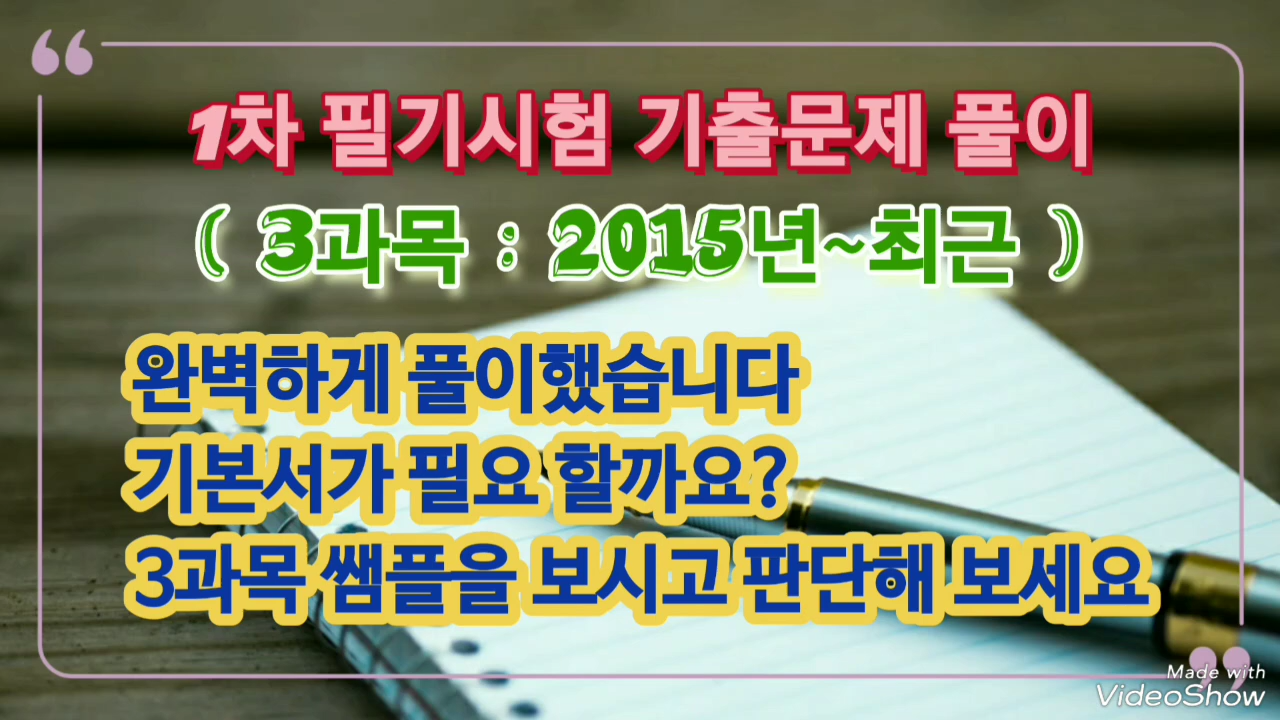 1차 필기시험 기출문제 풀이
( 3과목 : 2015년~최근 )
완벽하게 풀이했습니다
기본서가 필요 할까요?
3과목 쌤플을 보시고 판단해 보세요
Made with
VideoShow